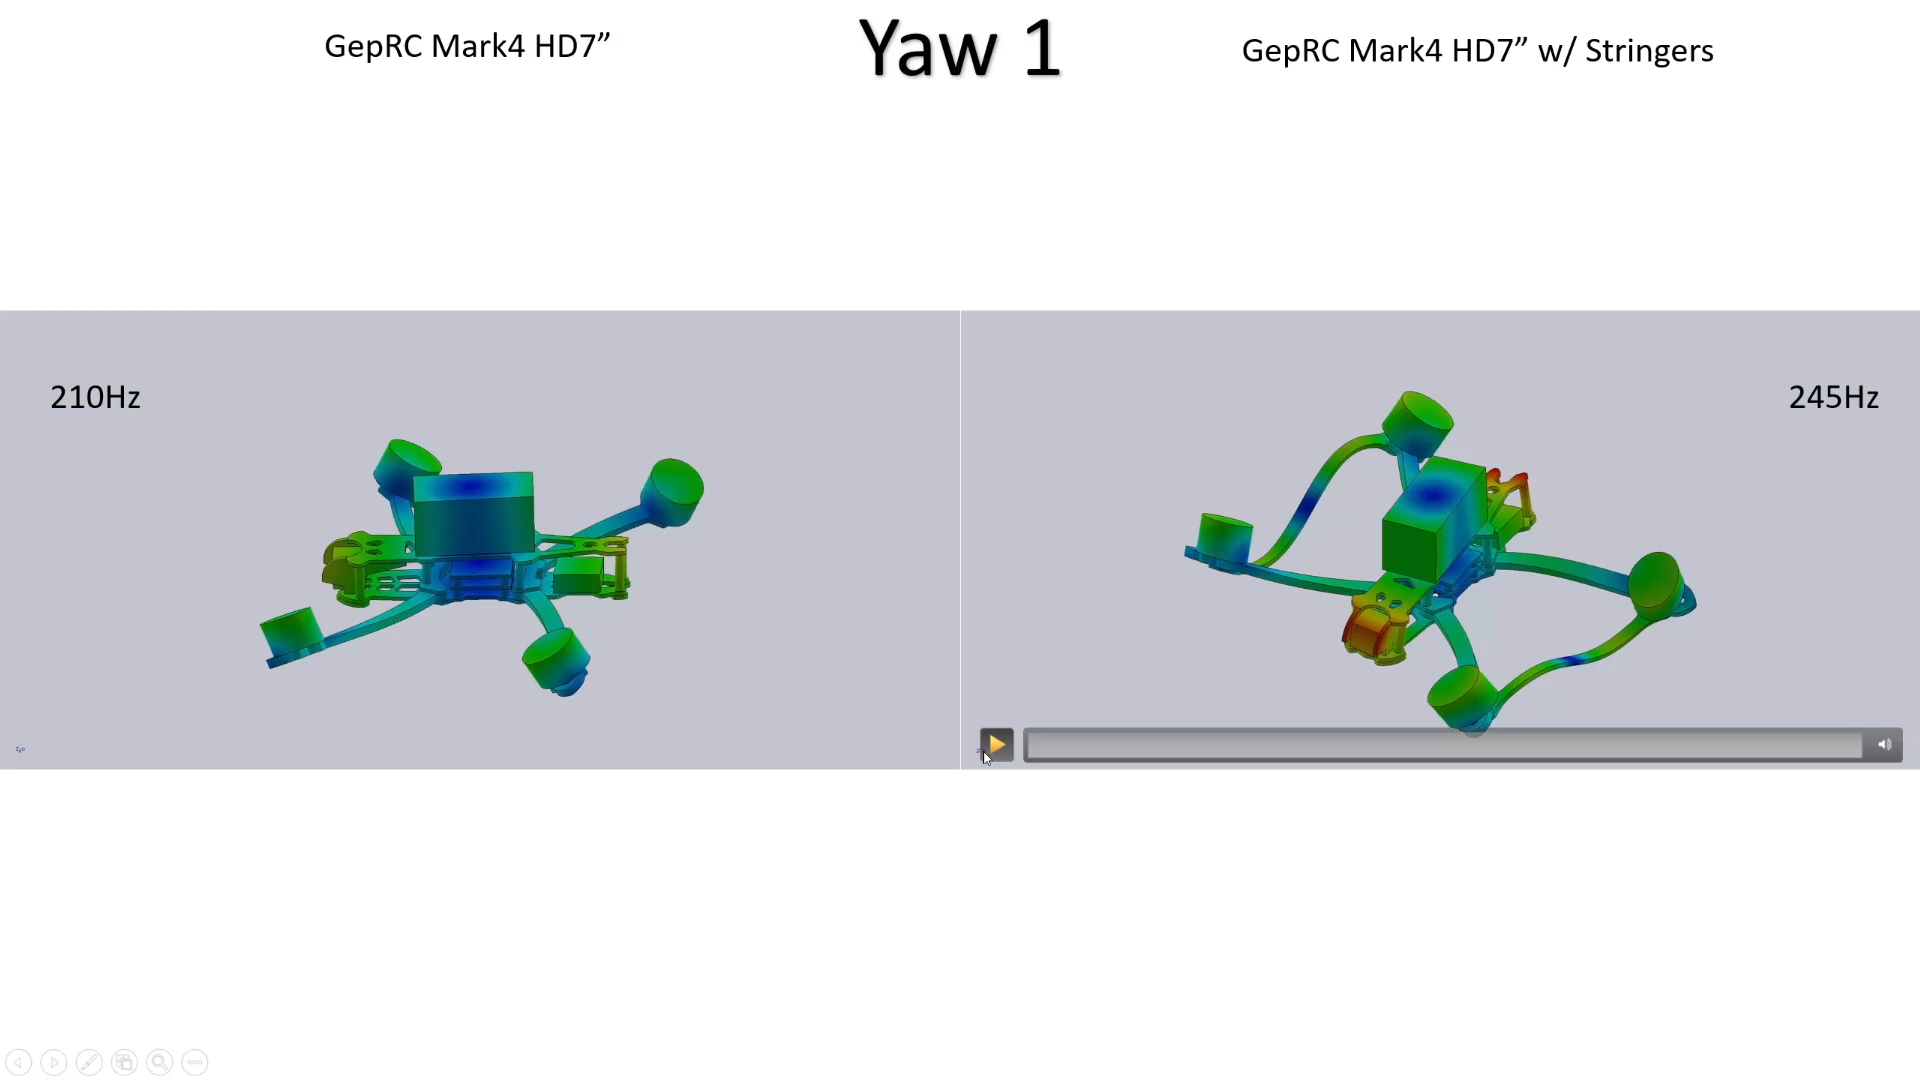 GepRC Mark4 HD7”
Yaw 1
GepRC Mark4 HD7” w/ Stringers
210Hz
245Hz